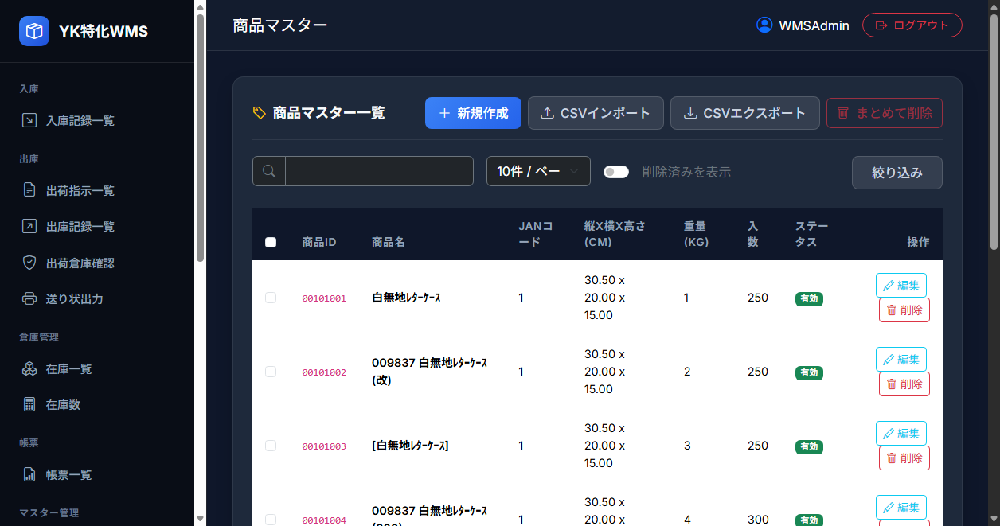 YK特化WMS
商品マスター
WMSAdmin
ログアウト
入庫
入庫記録一覧
出庫
出荷指示一覧
出庫記録一覧
出荷倉庫確認
送り状出力
倉庫管理
在庫一覧
在庫数
帳票
帳票一覧
マスター管理
商品マスター一覧
新規作成
CSVインポート
CSVエクスポート
まとめて削除
10件 / ペー
削除済みを表示
絞り込み
商品ID
商品名
JANコ
ード
縦X横X高さ
(CM)
重量
(KG)
入
数
ステー
タス
操作
00101001
白無地ﾚﾀｰｹｰｽ
1
30.50 x
20.00 x
15.00
1
250
有効
編集
削除
00101002
009837 白無地ﾚﾀｰｹｰｽ
(改)
1
30.50 x
20.00 x
15.00
2
250
有効
編集
削除
00101003
[白無地ﾚﾀｰｹｰｽ]
1
30.50 x
20.00 x
15.00
3
250
有効
編集
削除
00101004
009837 白無地ﾚﾀｰｹｰｽ
1
30.50 x
20.00 x
4
300
有効
編集